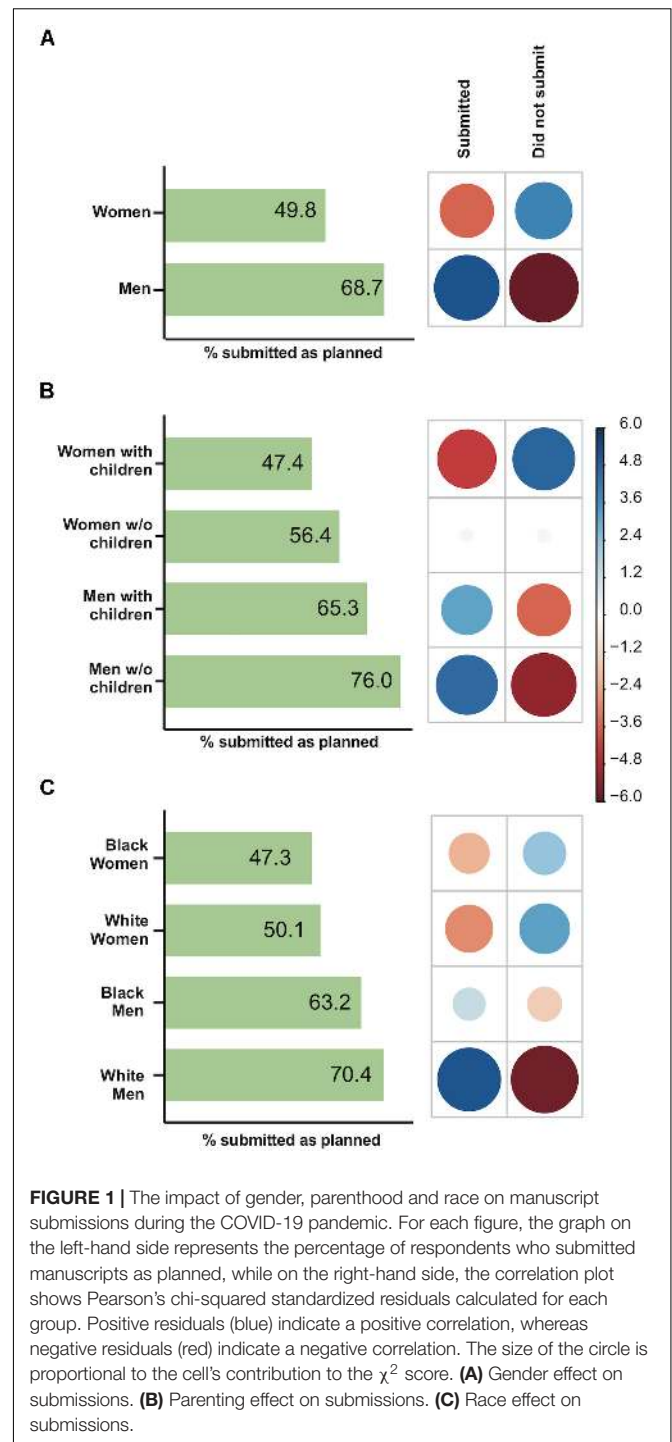 A
Submitted
Did not submit
Women
49.8
Men
68.7
% submitted as planned
B
Women with
children
47.4
Women w/o
children
56.4
Men with
children
65.3
Men w/o
children
76.0
% submitted as planned
6.0
4.8
3.6
2.4
1.2
0.0
−1.2
−2.4
−3.6
−4.8
−6.0
C
Black
Women
47.3
White
Women
50.1
Black
Men
63.2
White
Men
70.4
% submitted as planned
FIGURE 1 | The impact of gender, parenthood and race on manuscript
submissions during the COVID-19 pandemic. For each figure, the graph on
the left-hand side represents the percentage of respondents who submitted
manuscripts as planned, while on the right-hand side, the correlation plot
shows Pearson's chi-squared standardized residuals calculated for each
group. Positive residuals (blue) indicate a positive correlation, whereas
negative residuals (red) indicate a negative correlation. The size of the circle is
proportional to the cell's contribution to the χ² score. (A) Gender effect on
submissions. (B) Parenting effect on submissions. (C) Race effect on
submissions.